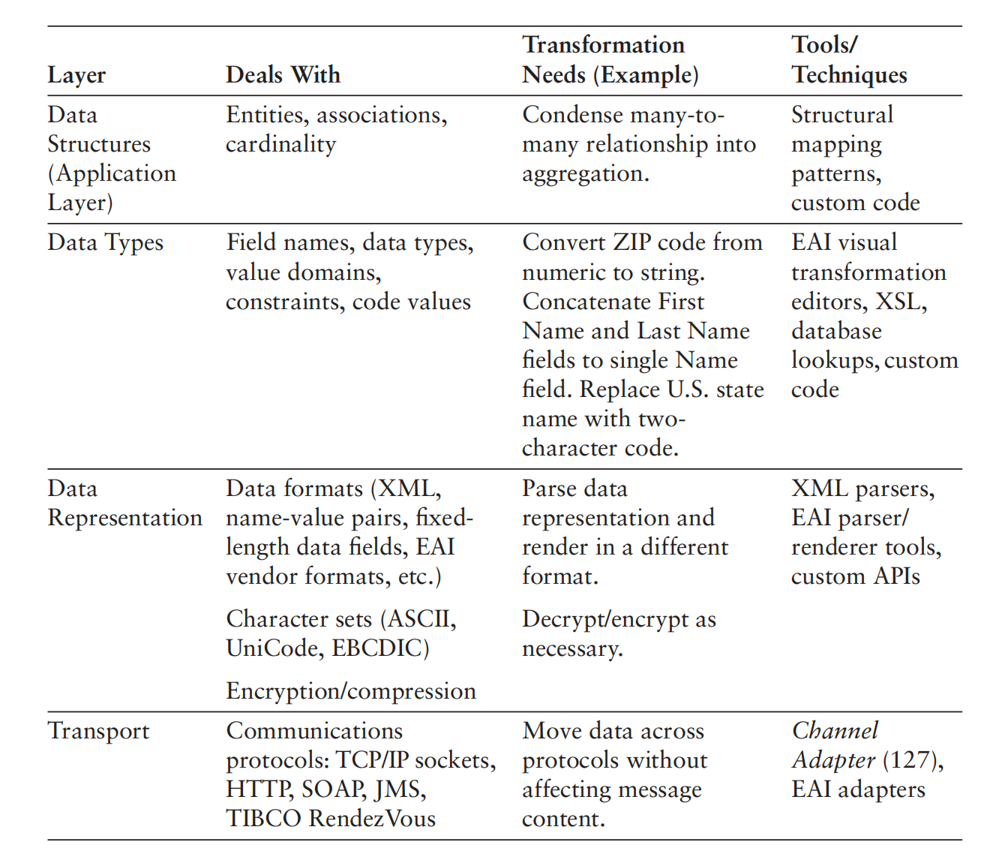 Layer
Deals With
Transformation
Needs (Example)
Tools/
Techniques
Data
Structures
(Application
Layer)
Entities, associations,
cardinality
Condense many-to-
many relationship into
aggregation.
Structural
mapping
patterns,
custom code
Data Types
Field names, data types,
value domains,
constraints, code values
Convert ZIP code from
numeric to string.
Concatenate First
Name and Last Name
fields to single Name
field. Replace U.S. state
name with two-
character code.
EAI visual
transformation
editors, XSL,
database
lookups, custom
code
Data
Representation
Data formats (XML,
name-value pairs, fixed-
length data fields, EAI
vendor formats, etc.)
Character sets (ASCII,
UniCode, EBCDIC)
Encryption/compression
Parse data
representation and
render in a different
format.
Decrypt/encrypt as
necessary.
XML parsers,
EAI parser/
renderer tools,
custom APIs
Transport
Communications
protocols: TCP/IP sockets,
HTTP, SOAP, JMS,
TIBCO RendezVous
Move data across
protocols without
affecting message
content.
Channel
Adapter (127),
EAI adapters